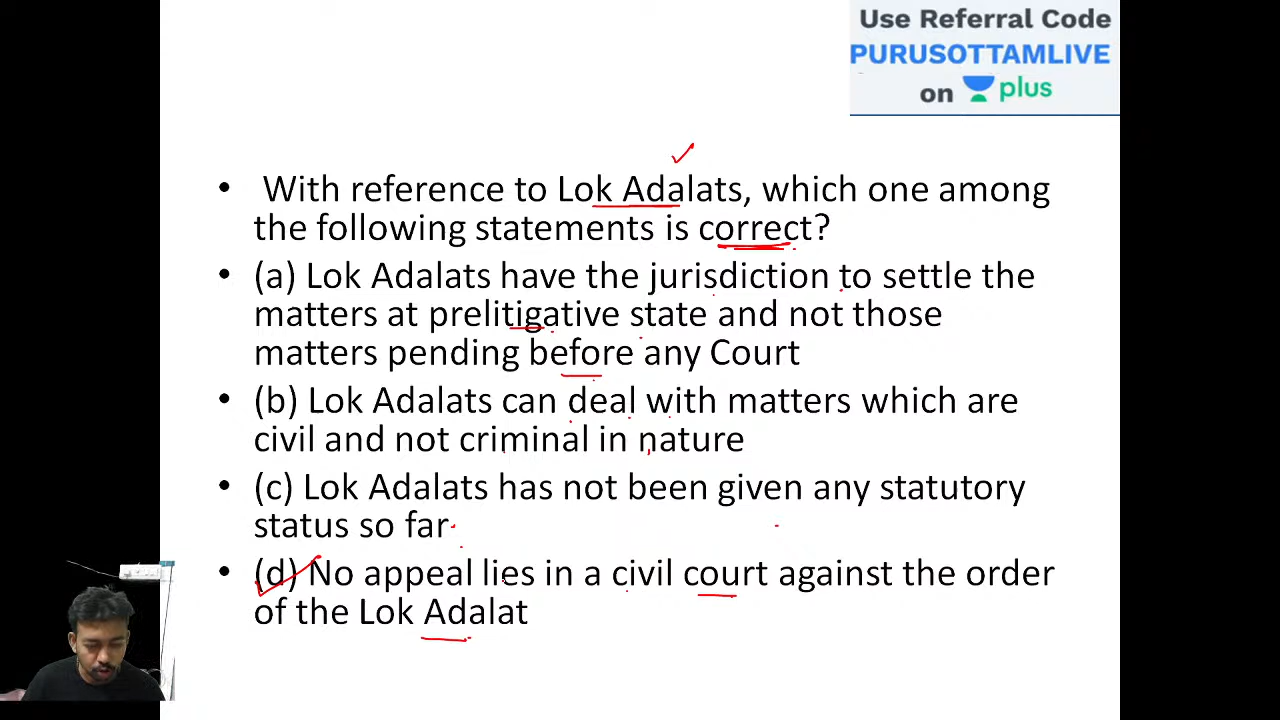 Use Referral Code
PURUSOTTAMLIVE
on plus
• With reference to Lok Adalats, which one among
the following statements is correct?
• (a) Lok Adalats have the jurisdiction to settle the
matters at prelitigative state and not those
matters pending before any Court
• (b) Lok Adalats can deal with matters which are
civil and not criminal in nature
• (c) Lok Adalats has not been given any statutory
status so far
• (d) No appeal lies in a civil court against the order
of the Lok Adalat